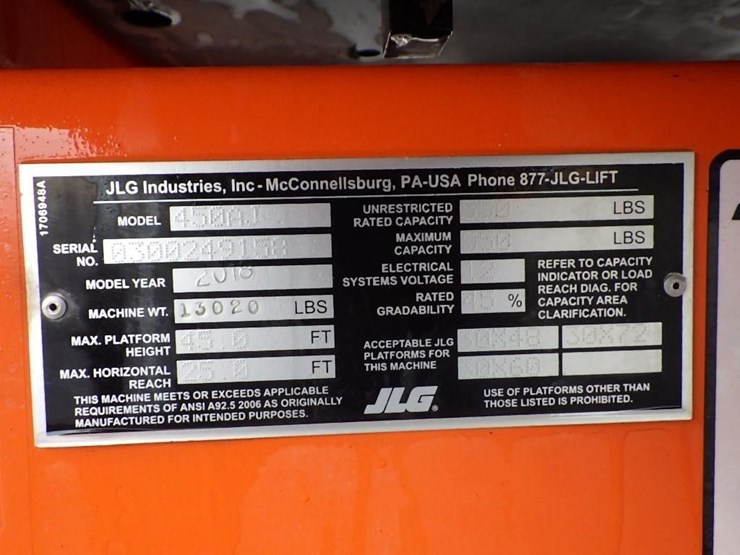 1706948A
JLG Industries, Inc - McConnellsburg, PA-USA Phone 877-JLG-LIFT
MODEL 450AJ
SERIAL NO.
MODEL YEAR 2018
MACHINE WT. 13020 LBS
MAX. PLATFORM HEIGHT 45.0 FT
MAX. HORIZONTAL REACH FT
THIS MACHINE MEETS OR EXCEEDS APPLICABLE
REQUIREMENTS OF ANSI A92.5 2006 AS ORIGINALLY
MANUFACTURED FOR INTENDED PURPOSES.
UNRESTRICTED
RATED CAPACITY LBS
MAXIMUM
CAPACITY LBS
ELECTRICAL
SYSTEMS VOLTAGE 12
RATED
GRADABILITY 45 %
REFER TO CAPACITY
INDICATOR OR LOAD
REACH DIAG. FOR
CAPACITY AREA
CLARIFICATION.
ACCEPTABLE JLG
PLATFORMS FOR
THIS MACHINE
30X48 30X72
30X60
JLG®
USE OF PLATFORMS OTHER THAN
THOSE LISTED IS PROHIBITED.